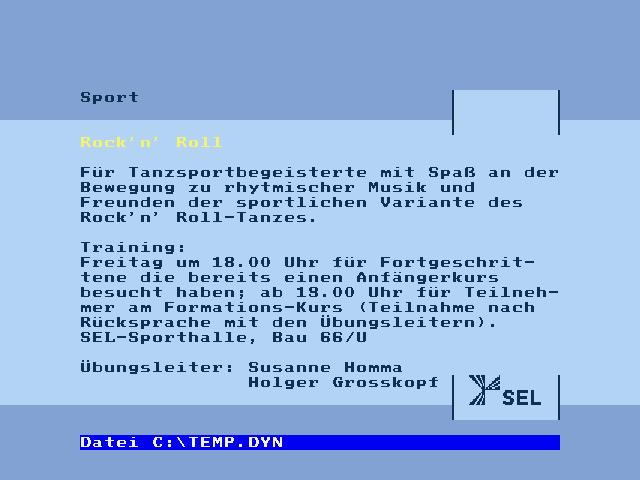 Sport
Rock'n' Roll
Für Tanzsportbegeisterte mit Spaß an der
Bewegung zu rhytmischer Musik und
Freunden der sportlichen Variante des
Rock'n' Roll-Tanzes.
Training:
Freitag um 18.00 Uhr für Fortgeschrit-
tene die bereits einen Anfängerkurs
besucht haben; ab 19.00 Uhr für Teilneh-
mer am Formations-Kurs (Teilnahme nach
Rücksprache mit den Übungsleitern).
SEL-Sporthalle, Bau 66/U
Übungsleiter: Susanne Homma
Holger Grosskopf
SEL
Datei C:\TEMP.DYN